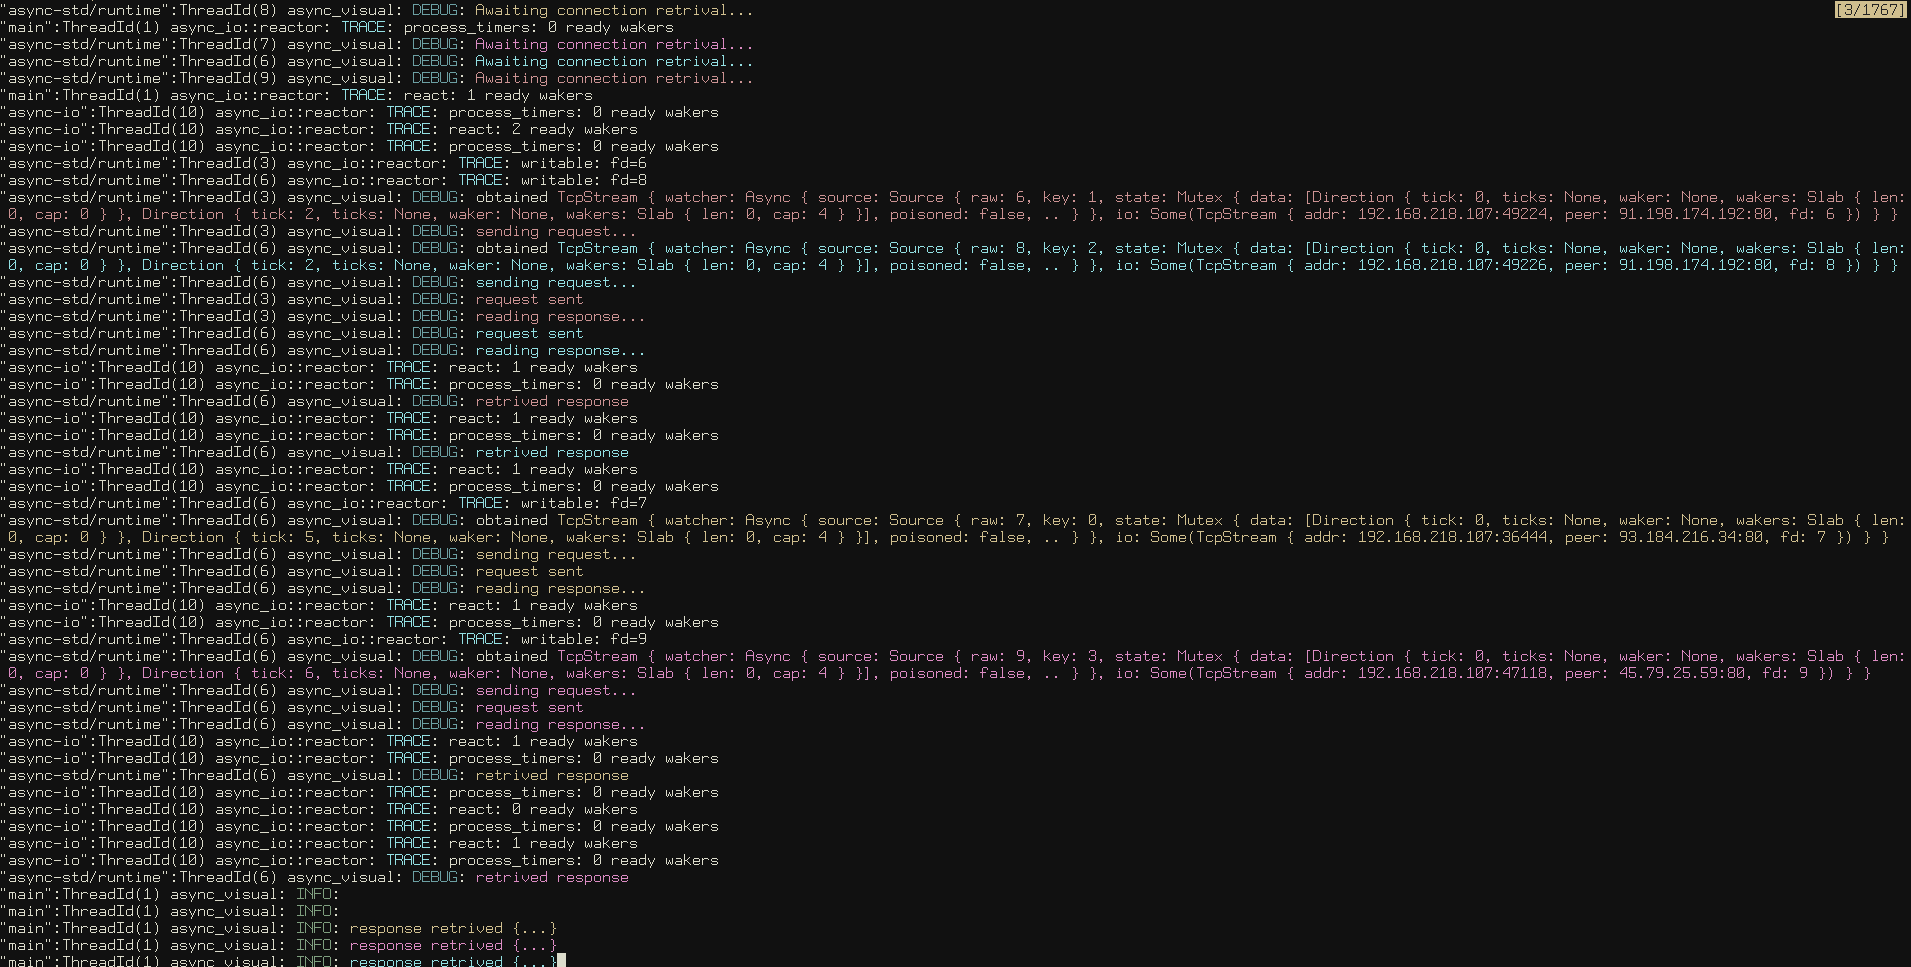 "async-std/runtime":ThreadId(8) async_visual: DEBUG: Awaiting connection retrival... [3/1767]
"main":ThreadId(1) async_io::reactor: TRACE: process_timers: 0 ready wakers
"async-std/runtime":ThreadId(7) async_visual: DEBUG: Awaiting connection retrival...
"async-std/runtime":ThreadId(6) async_visual: DEBUG: Awaiting connection retrival...
"async-std/runtime":ThreadId(9) async_visual: DEBUG: Awaiting connection retrival...
"main":ThreadId(1) async_io::reactor: TRACE: react: 1 ready wakers
"async-io":ThreadId(10) async_io::reactor: TRACE: process_timers: 0 ready wakers
"async-io":ThreadId(10) async_io::reactor: TRACE: react: 2 ready wakers
"async-io":ThreadId(10) async_io::reactor: TRACE: process_timers: 0 ready wakers
"async-std/runtime":ThreadId(3) async_io::reactor: TRACE: writable: fd=6
"async-std/runtime":ThreadId(6) async_io::reactor: TRACE: writable: fd=8
"async-std/runtime":ThreadId(3) async_visual: DEBUG: obtained TcpStream { watcher: Async { source: Source { raw: 6, key: 1, state: Mutex { data: [Direction { tick: 0, ticks: None, waker: None, wakers: Slab { len:
0, cap: 0 } }, Direction { tick: 2, ticks: None, waker: None, wakers: Slab { len: 0, cap: 4 } }], poisoned: false, .. } }, io: Some(TcpStream { addr: 192.168.218.107:49224, peer: 91.198.174.192:80, fd: 6 }) } }
"async-std/runtime":ThreadId(3) async_visual: DEBUG: sending request...
"async-std/runtime":ThreadId(6) async_visual: DEBUG: obtained TcpStream { watcher: Async { source: Source { raw: 8, key: 2, state: Mutex { data: [Direction { tick: 0, ticks: None, waker: None, wakers: Slab { len:
0, cap: 0 } }, Direction { tick: 2, ticks: None, waker: None, wakers: Slab { len: 0, cap: 4 } }], poisoned: false, .. } }, io: Some(TcpStream { addr: 192.168.218.107:49226, peer: 91.198.174.192:80, fd: 8 }) } }
"async-std/runtime":ThreadId(6) async_visual: DEBUG: sending request...
"async-std/runtime":ThreadId(3) async_visual: DEBUG: request sent
"async-std/runtime":ThreadId(3) async_visual: DEBUG: reading response...
"async-std/runtime":ThreadId(6) async_visual: DEBUG: request sent
"async-std/runtime":ThreadId(6) async_visual: DEBUG: reading response...
"async-io":ThreadId(10) async_io::reactor: TRACE: react: 1 ready wakers
"async-io":ThreadId(10) async_io::reactor: TRACE: process_timers: 0 ready wakers
"async-std/runtime":ThreadId(6) async_visual: DEBUG: retrived response
"async-io":ThreadId(10) async_io::reactor: TRACE: react: 1 ready wakers
"async-io":ThreadId(10) async_io::reactor: TRACE: process_timers: 0 ready wakers
"async-std/runtime":ThreadId(6) async_visual: DEBUG: retrived response
"async-io":ThreadId(10) async_io::reactor: TRACE: react: 1 ready wakers
"async-io":ThreadId(10) async_io::reactor: TRACE: process_timers: 0 ready wakers
"async-std/runtime":ThreadId(6) async_io::reactor: TRACE: writable: fd=7
"async-std/runtime":ThreadId(6) async_visual: DEBUG: obtained TcpStream { watcher: Async { source: Source { raw: 7, key: 0, state: Mutex { data: [Direction { tick: 0, ticks: None, waker: None, wakers: Slab { len:
0, cap: 0 } }, Direction { tick: 5, ticks: None, waker: None, wakers: Slab { len: 0, cap: 4 } }], poisoned: false, .. } }, io: Some(TcpStream { addr: 192.168.218.107:36444, peer: 93.184.216.34:80, fd: 7 }) } }
"async-std/runtime":ThreadId(6) async_visual: DEBUG: sending request...
"async-std/runtime":ThreadId(6) async_visual: DEBUG: request sent
"async-std/runtime":ThreadId(6) async_visual: DEBUG: reading response...
"async-io":ThreadId(10) async_io::reactor: TRACE: react: 1 ready wakers
"async-io":ThreadId(10) async_io::reactor: TRACE: process_timers: 0 ready wakers
"async-std/runtime":ThreadId(6) async_io::reactor: TRACE: writable: fd=9
"async-std/runtime":ThreadId(6) async_visual: DEBUG: obtained TcpStream { watcher: Async { source: Source { raw: 9, key: 3, state: Mutex { data: [Direction { tick: 0, ticks: None, waker: None, wakers: Slab { len:
0, cap: 0 } }, Direction { tick: 6, ticks: None, waker: None, wakers: Slab { len: 0, cap: 4 } }], poisoned: false, .. } }, io: Some(TcpStream { addr: 192.168.218.107:47118, peer: 45.79.25.59:80, fd: 9 }) } }
"async-std/runtime":ThreadId(6) async_visual: DEBUG: sending request...
"async-std/runtime":ThreadId(6) async_visual: DEBUG: request sent
"async-std/runtime":ThreadId(6) async_visual: DEBUG: reading response...
"async-io":ThreadId(10) async_io::reactor: TRACE: react: 1 ready wakers
"async-io":ThreadId(10) async_io::reactor: TRACE: process_timers: 0 ready wakers
"async-std/runtime":ThreadId(6) async_visual: DEBUG: retrived response
"async-io":ThreadId(10) async_io::reactor: TRACE: process_timers: 0 ready wakers
"async-io":ThreadId(10) async_io::reactor: TRACE: react: 0 ready wakers
"async-io":ThreadId(10) async_io::reactor: TRACE: process_timers: 0 ready wakers
"async-io":ThreadId(10) async_io::reactor: TRACE: react: 1 ready wakers
"async-io":ThreadId(10) async_io::reactor: TRACE: process_timers: 0 ready wakers
"async-std/runtime":ThreadId(6) async_visual: DEBUG: retrived response
"main":ThreadId(1) async_visual: INFO:
"main":ThreadId(1) async_visual: INFO:
"main":ThreadId(1) async_visual: INFO: response retrived {...}
"main":ThreadId(1) async_visual: INFO: response retrived {...}
"main":ThreadId(1) async_visual: INFO: response retrived {...}